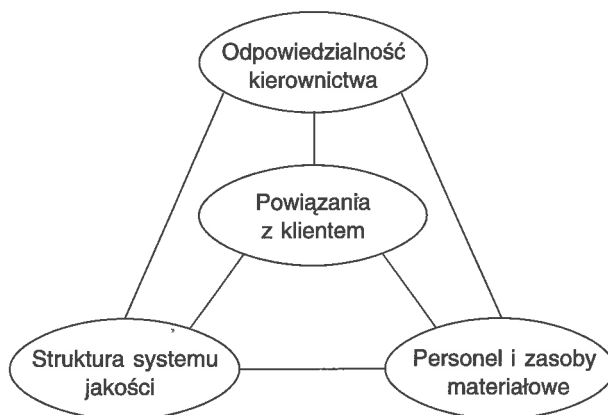 Odpowiedzialność
kierownictwa
Powiązania
z klientem
Struktura systemu
jakości
Personel i zasoby
materiałowe